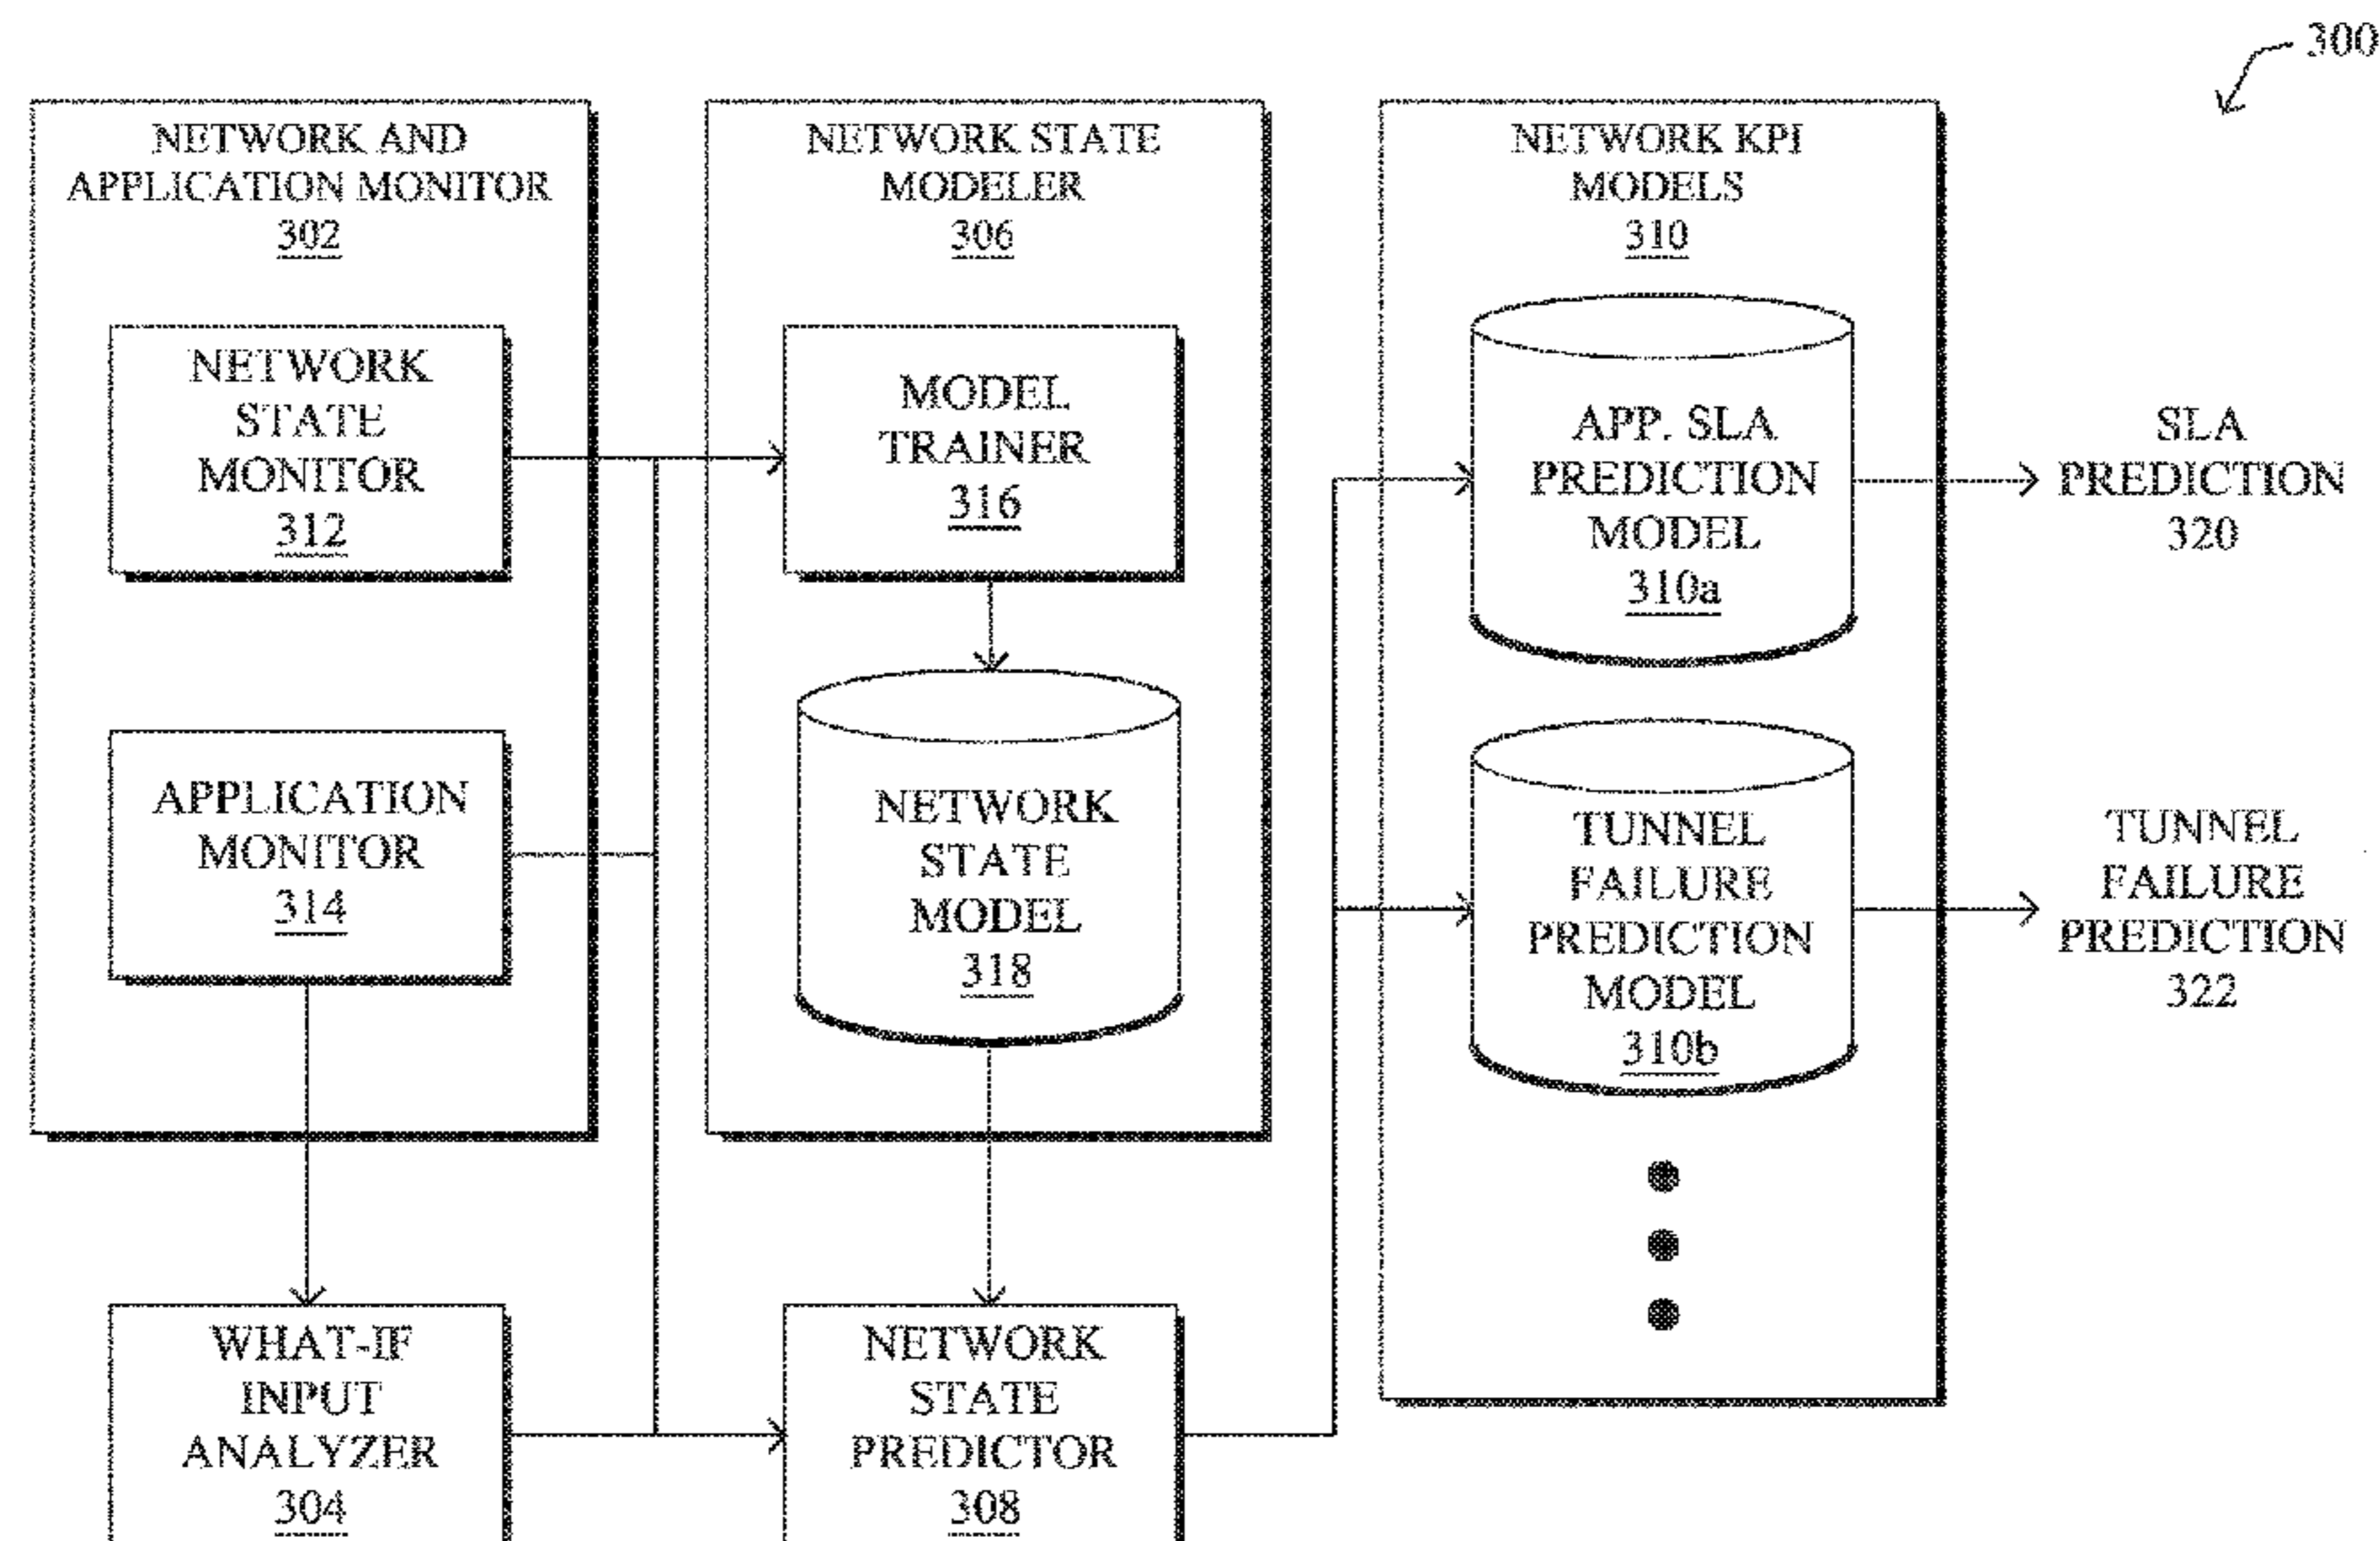 300
NETWORK AND
APPLICATION MONITOR
302
NETWORK
STATE
MONITOR
312
APPLICATION
MONITOR
314
WHAT-IF
INPUT
ANALYZER
304
NETWORK STATE
MODELER
306
MODEL
TRAINER
316
NETWORK
STATE
MODEL
318
NETWORK
STATE
PREDICTOR
308
NETWORK KPI
MODELS
310
APP. SLA
PREDICTION
MODEL
310a
TUNNEL
FAILURE
PREDICTION
MODEL
310b
SLA
PREDICTION
320
TUNNEL
FAILURE
PREDICTION
322